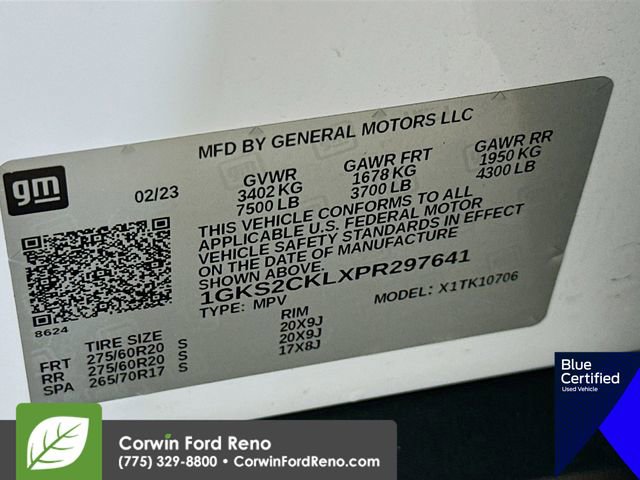 MFD BY GENERAL MOTORS LLC
gm
02/23
GVWR GAWR FRT GAWR RR
3402 KG 1678 KG 1950 KG
7500 LB 3700 LB 4300 LB
THIS VEHICLE CONFORMS TO ALL
APPLICABLE U.S. FEDERAL MOTOR
VEHICLE SAFETY STANDARDS IN EFFECT
ON THE DATE OF MANUFACTURE
SHOWN ABOVE.
1GKS2CKLXPR297641
TYPE: MPV MODEL: X1TK10706
8624
TIRE SIZE RIM
FRT 275/60R20 S 20X9J
RR 275/60R20 S 20X9J
SPA 265/70R17 S 17X8J
Blue
Certified
Used Vehicle
Corwin Ford Reno
(775) 329-8800 • CorwinFordReno.com